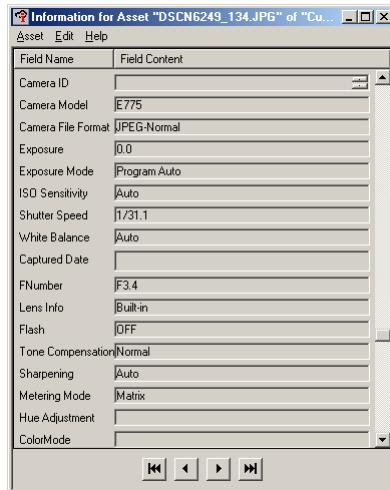 Information for Asset "DSCN6249_134.JPG" of "Cu...
Asset Edit Help
Field Name Field Content
Camera ID
Camera Model E775
Camera File Format JPEG-Normal
Exposure 0.0
Exposure Mode Program Auto
ISO Sensitivity Auto
Shutter Speed 1/31.1
White Balance Auto
Captured Date
FNumber F3.4
Lens Info Built-in
Flash OFF
Tone Compensation Normal
Sharpening Auto
Metering Mode Matrix
Hue Adjustment
ColorMode